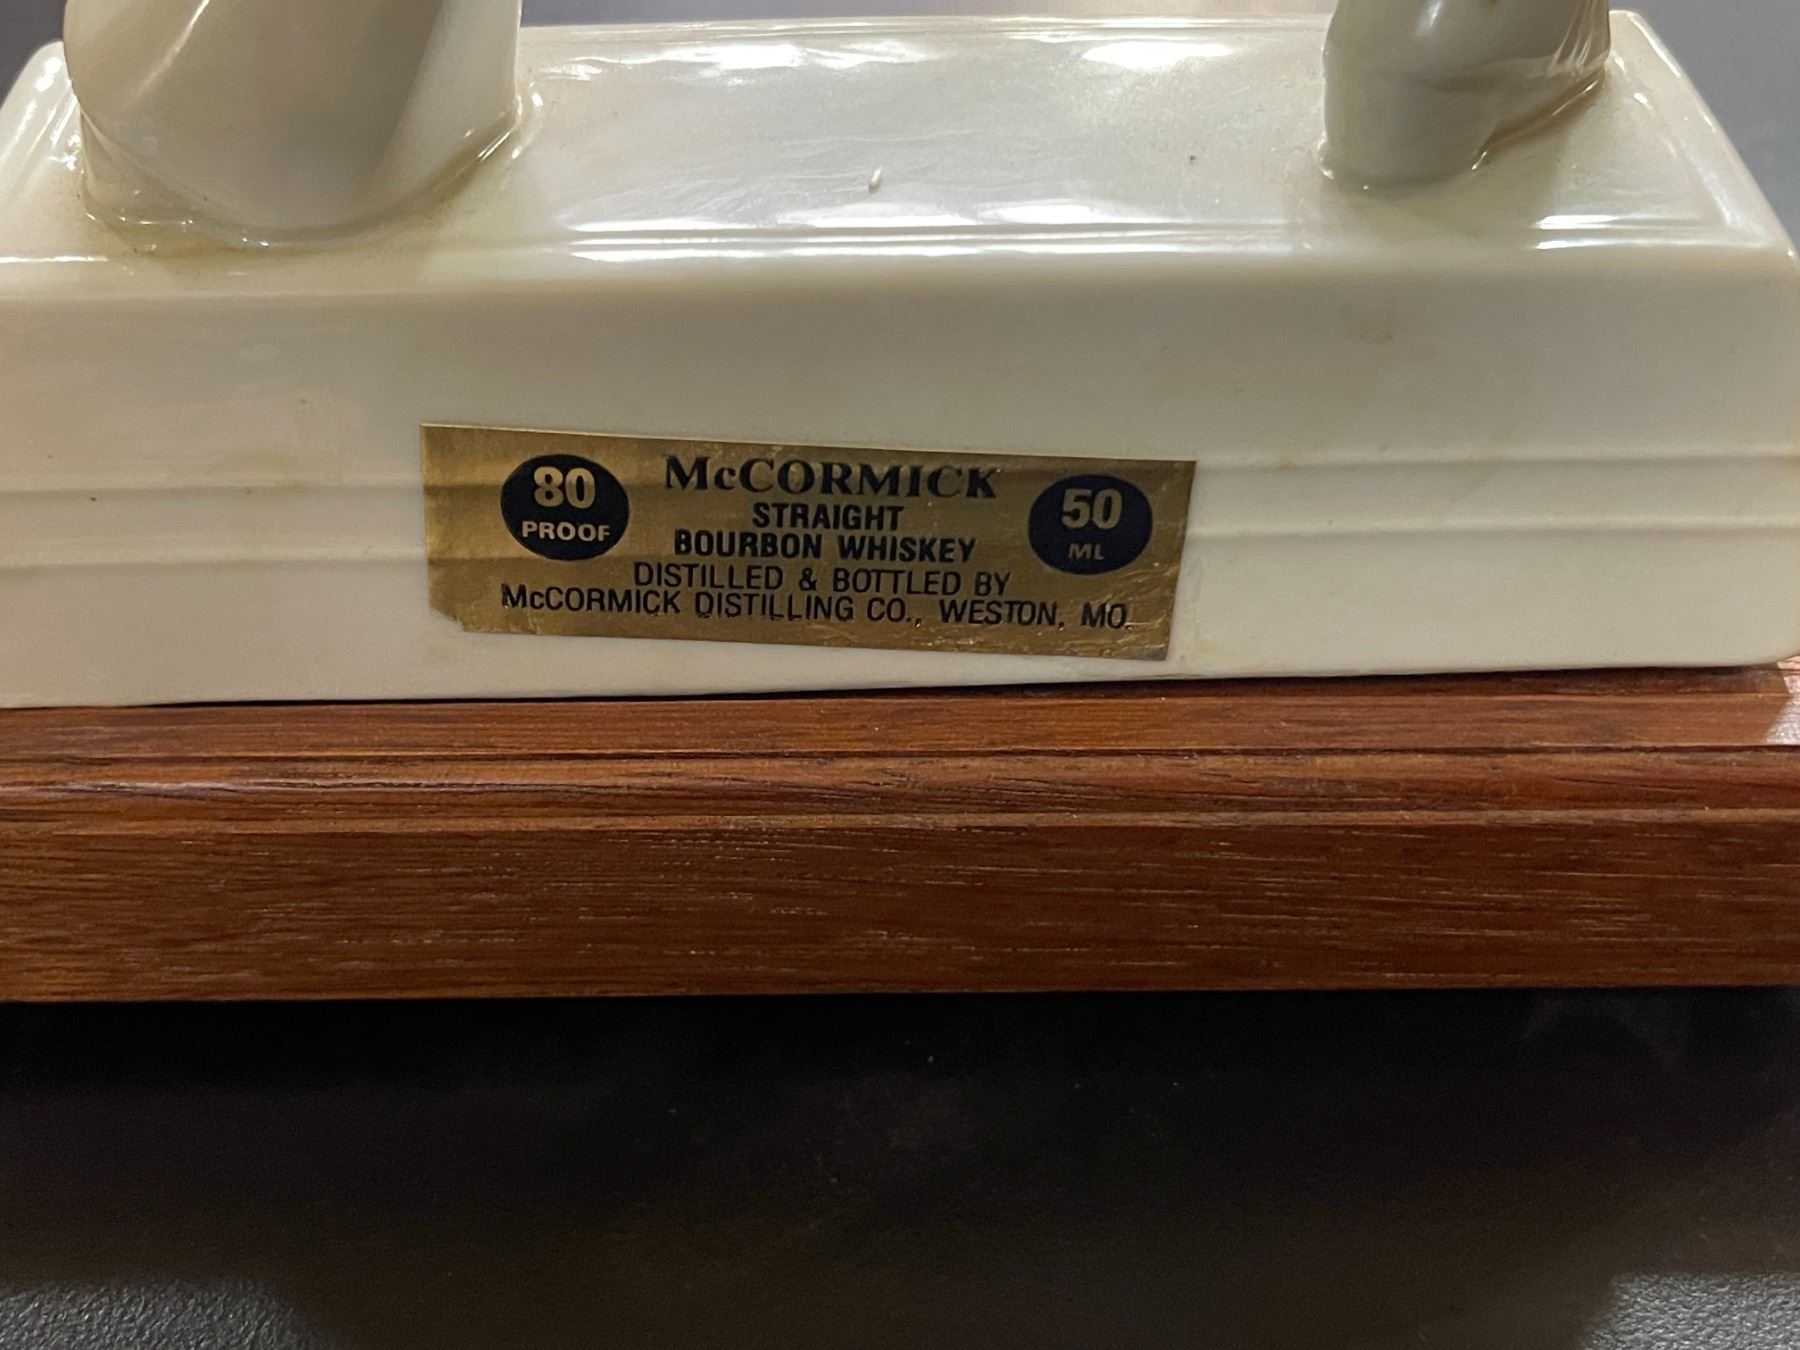 80
PROOF
McCORMICK
STRAIGHT
BOURBON WHISKEY
DISTILLED & BOTTLED BY
McCORMICK DISTILLING CO., WESTON, MO.
50
ML